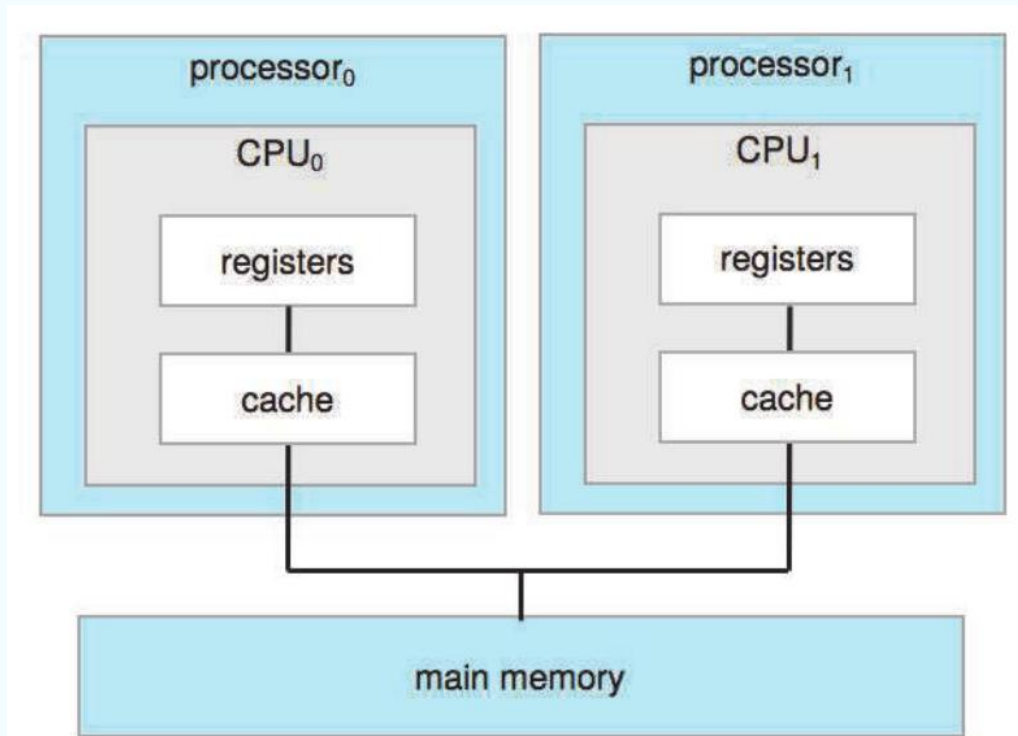 processor₀
processor₁
CPU₀
CPU₁
registers
registers
cache
cache
main memory